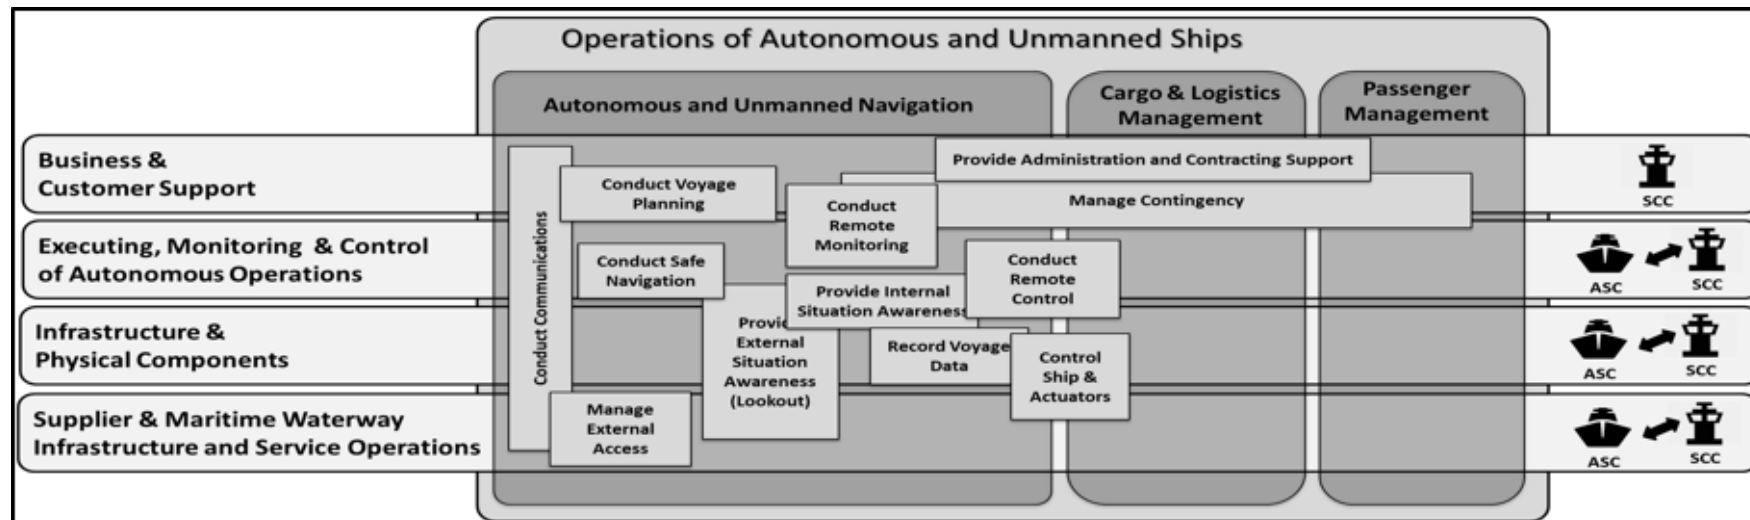 Operations of Autonomous and Unmanned Ships
Autonomous and Unmanned Navigation
Cargo & Logistics
Management
Passenger
Management
Business &
Customer Support
Executing, Monitoring & Control
of Autonomous Operations
Infrastructure &
Physical Components
Supplier & Maritime Waterway
Infrastructure and Service Operations
Conduct Communications
Conduct Voyage
Planning
Conduct Safe
Navigation
Manage
External
Access
Provide
External
Situation
Awareness
(Lookout)
Conduct
Remote
Monitoring
Provide Internal
Situation Awareness
Record Voyage
Data
Provide Administration and Contracting Support
Manage Contingency
Conduct
Remote
Control
Control
Ship &
Actuators
SCC
ASC
SCC
ASC
SCC
ASC
SCC